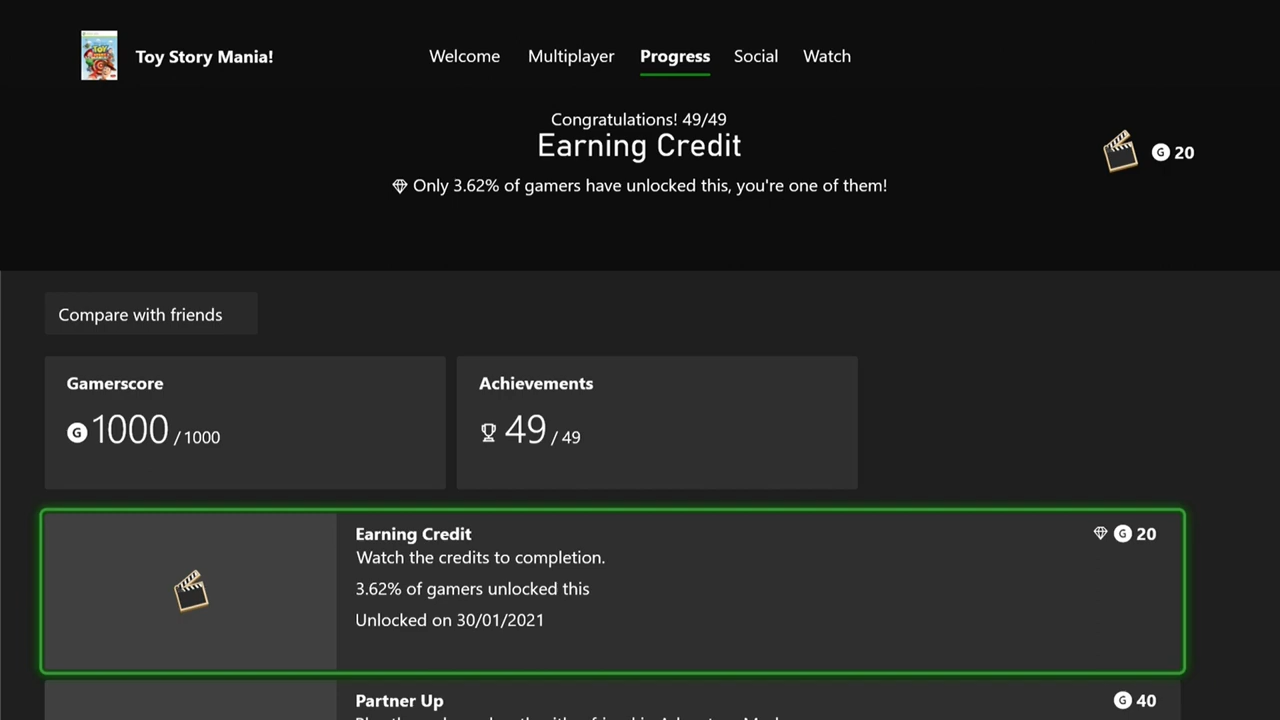 Toy Story Mania!
Welcome Multiplayer Progress Social Watch
Congratulations! 49/49
Earning Credit
G 20
Only 3.62% of gamers have unlocked this, you're one of them!
Compare with friends
Gamerscore
G 1000 / 1000
Achievements
49 / 49
Earning Credit
G 20
Watch the credits to completion.
3.62% of gamers unlocked this
Unlocked on 30/01/2021
Partner Up
G 40